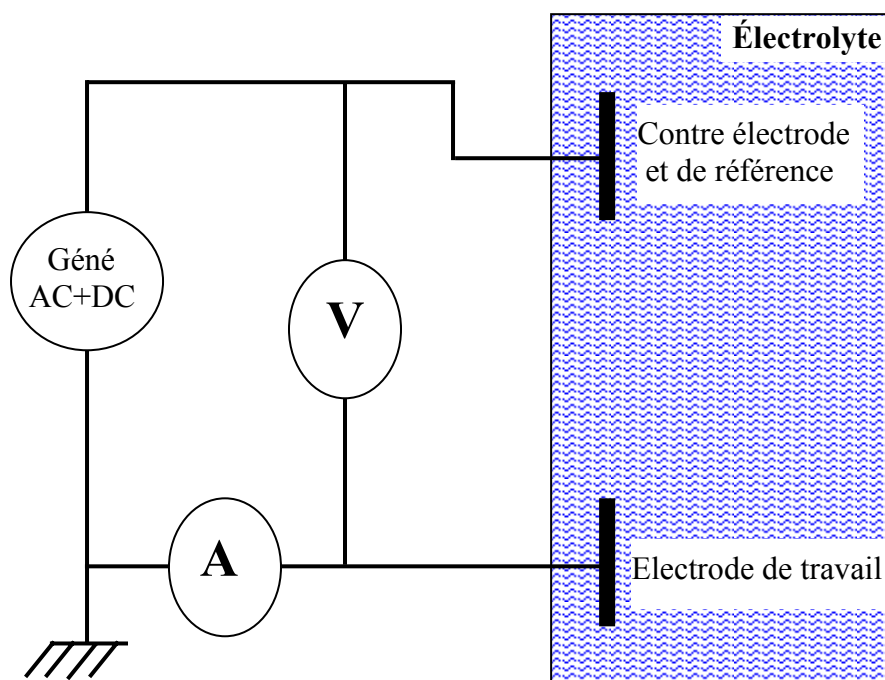 Électrolyte
Contre électrode
et de référence
Géné
AC+DC
V
A
Electrode de travail